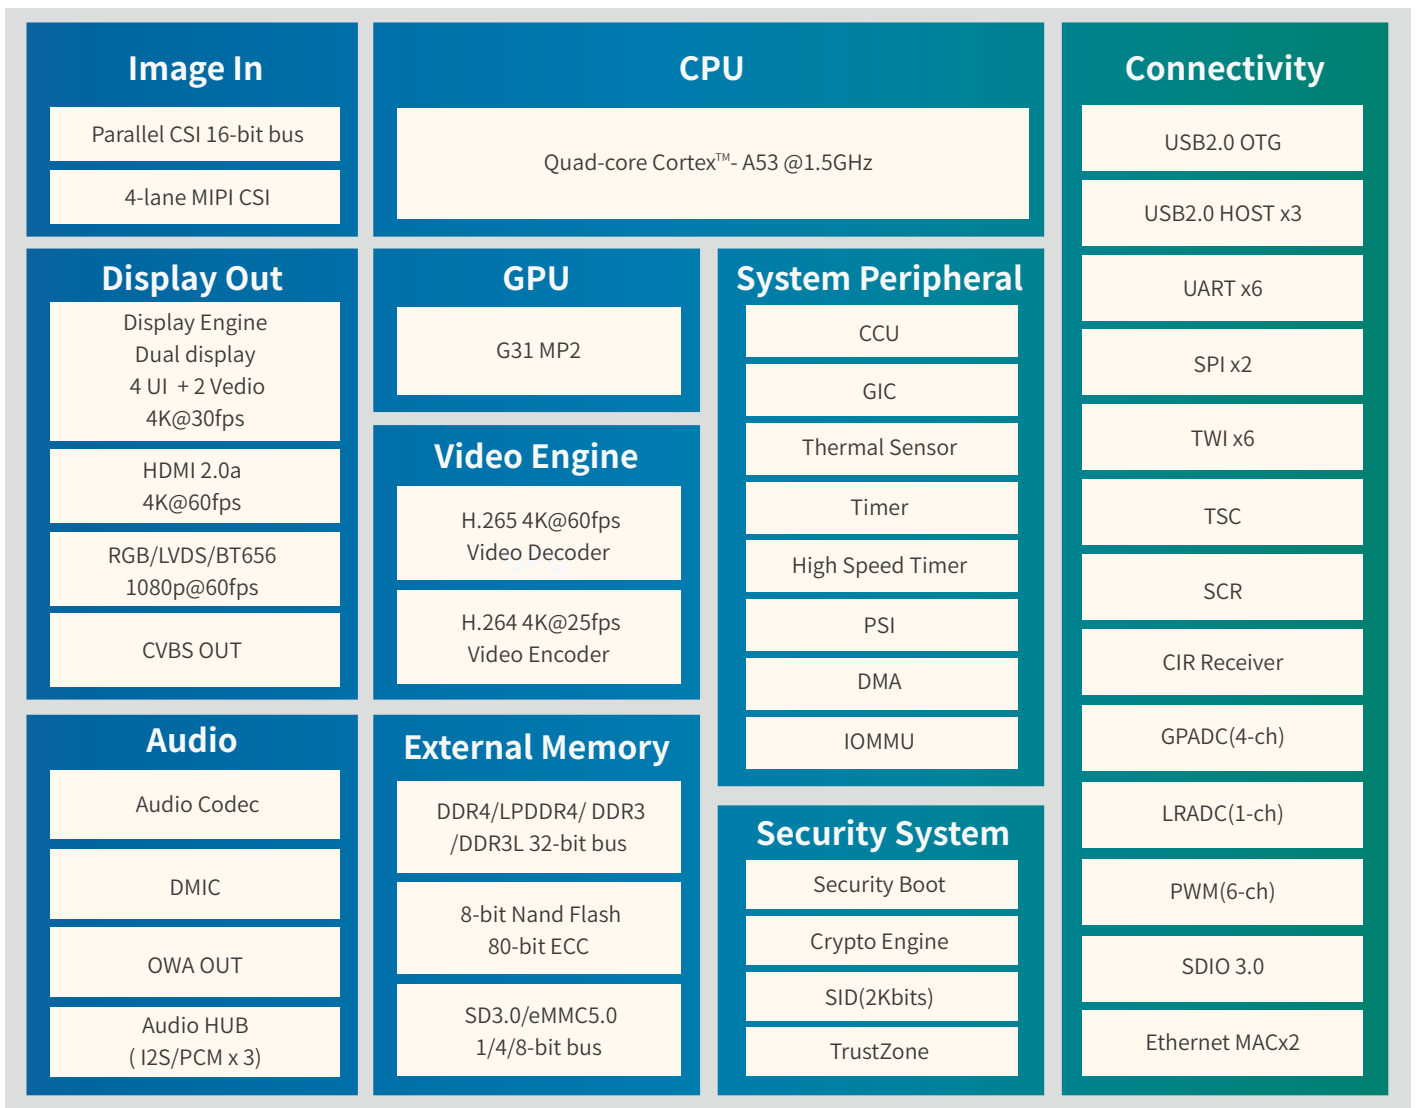 Image In
Parallel CSI 16-bit bus
4-lane MIPI CSI
CPU
Quad-core Cortex™- A53 @1.5GHz
Connectivity
USB2.0 OTG
USB2.0 HOST x3
UART x6
SPI x2
TWI x6
TSC
SCR
CIR Receiver
GPADC(4-ch)
LRADC(1-ch)
PWM(6-ch)
SDIO 3.0
Ethernet MACx2
Display Out
Display Engine
Dual display
4 UI + 2 Vedio
4K@30fps
HDMI 2.0a
4K@60fps
RGB/LVDS/BT656
1080p@60fps
CVBS OUT
GPU
G31 MP2
Video Engine
H.265 4K@60fps
Video Decoder
H.264 4K@25fps
Video Encoder
System Peripheral
CCU
GIC
Thermal Sensor
Timer
High Speed Timer
PSI
DMA
IOMMU
Audio
Audio Codec
DMIC
OWA OUT
Audio HUB
( I2S/PCM x 3)
External Memory
DDR4/LPDDR4/ DDR3
/DDR3L 32-bit bus
8-bit Nand Flash
80-bit ECC
SD3.0/eMMC5.0
1/4/8-bit bus
Security System
Security Boot
Crypto Engine
SID(2Kbits)
TrustZone